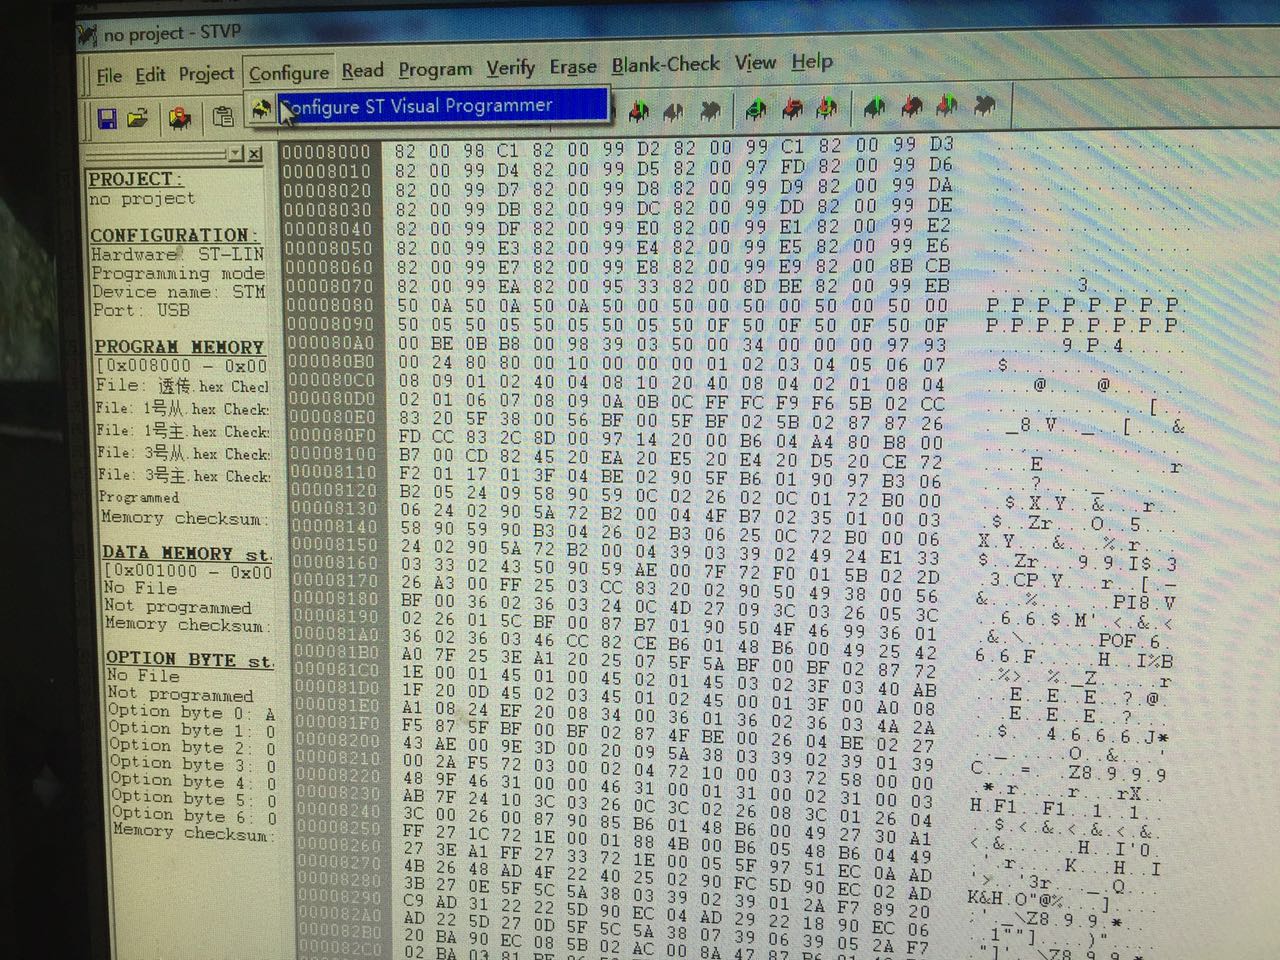 no project - STVP
File Edit Project Configure Read Program Verify Erase Blank-Check View Help
Configure ST Visual Programmer
PROJECT:
no project
CONFIGURATION:
Hardware ST-LIN
Programming mode
Device name: STM
Port: USB
PROGRAM MEMORY
[0x008000 - 0x00
File: 透传.hex Checl
File: 1号从.hex Check:
File: 1号主.hex Check:
File: 3号从.hex Check:
File: 3号主.hex Check:
Programmed
Memory checksum:
DATA MEMORY st.
[0x001000 - 0x00
No File
Not programmed
Memory checksum:
OPTION BYTE st.
No File
Not programmed
Option byte 0: A
Option byte 1: 0
Option byte 2: 0
Option byte 3: 0
Option byte 4: 0
Option byte 5: 0
Option byte 6: 0
Memory checksum:
00008000 82 00 98 C1 82 00 99 D2 82 00 99 C1 82 00 99 D3
00008010 82 00 99 D4 82 00 99 D5 82 00 97 FD 82 00 99 D6
00008020 82 00 99 D7 82 00 99 D8 82 00 99 D9 82 00 99 DA
00008030 82 00 99 DB 82 00 99 DC 82 00 99 DD 82 00 99 DE
00008040 82 00 99 DF 82 00 99 E0 82 00 99 E1 82 00 99 E2
00008050 82 00 99 E3 82 00 99 E4 82 00 99 E5 82 00 99 E6
00008060 82 00 99 E7 82 00 99 E8 82 00 99 E9 82 00 8B CB
00008070 82 00 99 EA 82 00 95 33 82 00 8D BE 82 00 99 EB
00008080 50 0A 50 0A 50 0A 50 00 50 00 50 00 50 00 50 00
00008090 50 05 50 05 50 05 50 05 50 0F 50 0F 50 0F 50 0F
000080A0 00 BE 0B B8 00 98 39 03 50 00 34 00 00 00 97 93
000080B0 00 24 80 80 00 10 00 00 00 01 02 03 04 05 06 07
000080C0 08 09 01 02 40 04 08 10 20 40 08 04 02 01 08 04
000080D0 02 01 06 07 08 09 0A 0B 0C FF FC F9 F6 5B 02 CC
000080E0 83 20 5F 38 00 56 BF 00 5F BF 02 5B 02 87 87 26
000080F0 FD CC 83 2C 8D 00 97 14 20 00 B6 04 A4 80 B8 00
00008100 B7 00 CD 82 45 20 EA 20 E5 20 E4 20 D5 20 CE 72
00008110 F2 01 17 01 3F 04 BE 02 90 5F B6 01 90 97 B3 06
00008120 B2 05 24 09 58 90 59 0C 02 26 02 0C 01 72 B0 00
00008130 06 24 02 90 5A 72 B2 00 04 4F B7 02 35 01 00 03
00008140 58 90 59 90 B3 04 26 02 B3 06 25 0C 72 B0 00 06
00008150 24 02 90 5A 72 B2 00 04 39 03 39 02 49 24 E1 33
00008160 03 33 02 43 50 90 59 AE 00 7F 72 F0 01 5B 02 2D
00008170 26 A3 00 FF 25 03 CC 83 20 02 90 50 49 38 00 56
00008180 BF 00 36 02 36 03 24 0C 4D 27 09 3C 03 26 05 3C
00008190 02 26 01 5C BF 00 87 B7 01 90 50 4F 46 99 36 01
000081A0 36 02 36 03 46 CC 82 CE B6 01 48 B6 00 49 25 42
000081B0 A0 7F 25 3E A1 20 25 07 5F 5A BF 00 BF 02 87 72
000081C0 1E 00 01 45 01 00 45 02 01 45 03 02 3F 03 40 AB
000081D0 1F 20 0D 45 02 03 45 01 02 45 00 01 3F 00 A0 08
000081E0 A1 08 24 EF 20 08 34 00 36 01 36 02 36 03 4A 2A
000081F0 F5 87 5F BF 00 BF 02 87 4F BE 00 26 04 BE 02 27
00008200 43 AE 00 9E 3D 00 20 09 5A 38 03 39 02 39 01 39
00008210 00 2A F5 72 03 00 02 04 72 10 00 03 72 58 00 00
00008220 48 9F 46 31 00 00 46 31 00 01 31 00 02 31 00 03
00008230 AB 7F 24 10 3C 03 26 0C 3C 02 26 08 3C 01 26 04
00008240 3C 00 26 00 87 90 85 B6 01 48 B6 00 49 27 30 A1
00008250 FF 27 1C 72 1E 00 01 88 4B 00 B6 05 48 B6 04 49
00008260 27 3E A1 FF 27 33 72 1E 00 05 5F 97 51 EC 0A AD
00008270 4B 26 48 AD 4F 22 40 25 02 90 FC 5D 90 EC 02 AD
00008280 3B 27 0E 5F 5C 5A 38 03 39 02 39 01 2A F7 89 20
00008290 C9 AD 31 22 22 5D 90 EC 04 AD 29 22 18 90 EC 06
000082A0 AD 22 5D 27 0D 5F 5C 5A 38 07 39 06 39 05 2A F7
000082B0 20 BA 90 EC 08 5B 02 AC 00 8A 47 87 B6 01
000082C0 02 BA 03 81